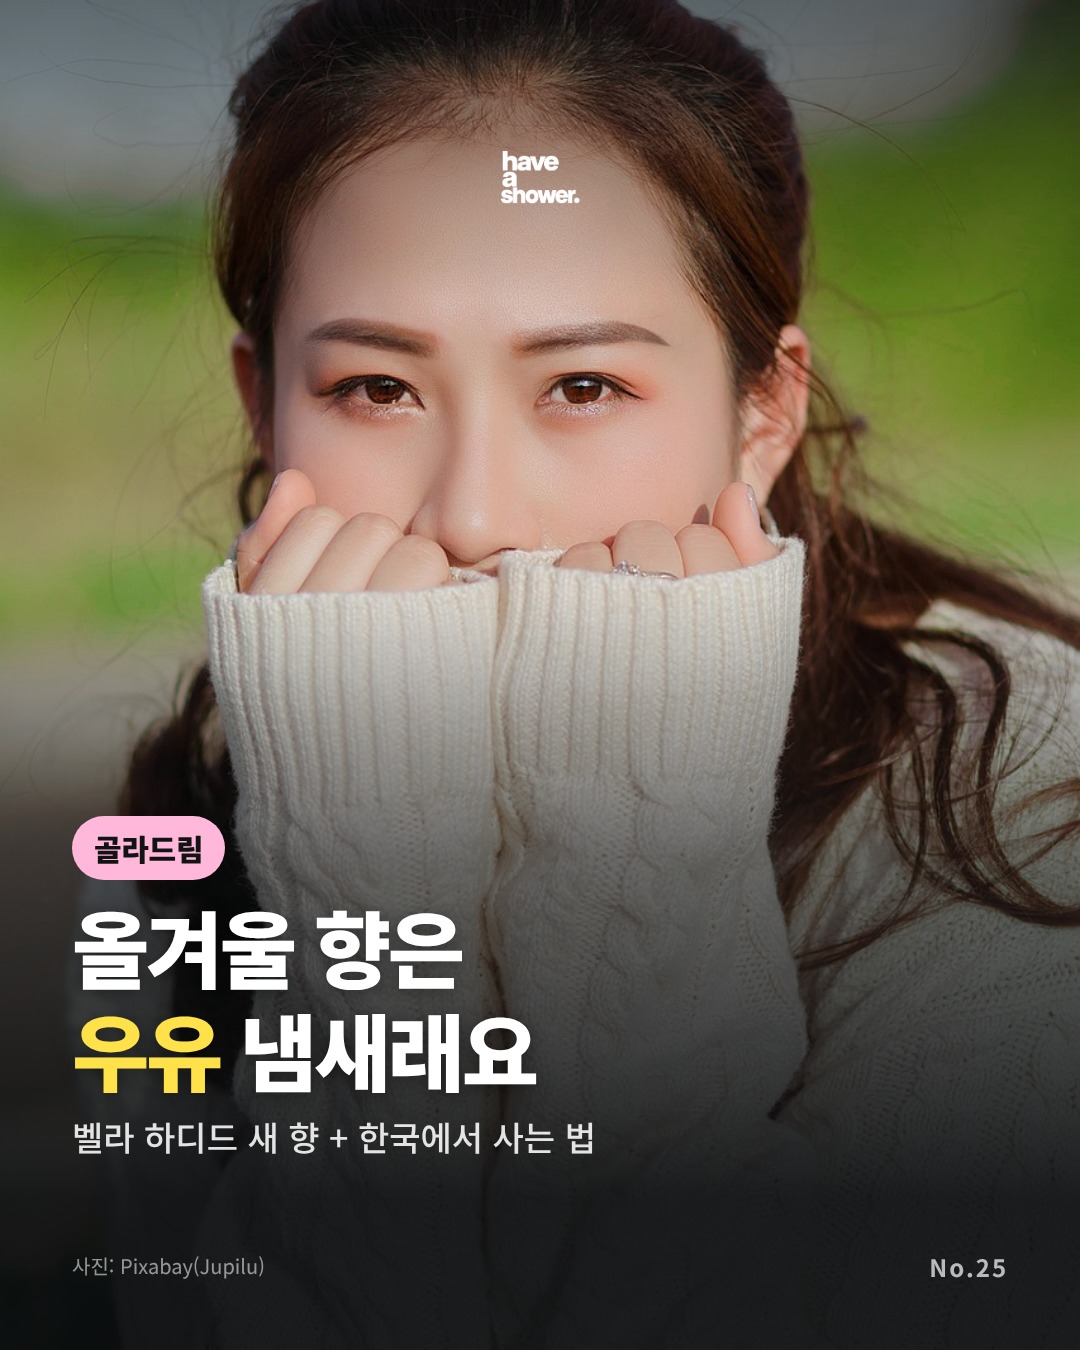 have
a
shower.
골라드림
올겨울 향은
우유 냄새래요
벨라 하디드 새 향 + 한국에서 사는 법
사진: Pixabay(Jupilu)
No.25